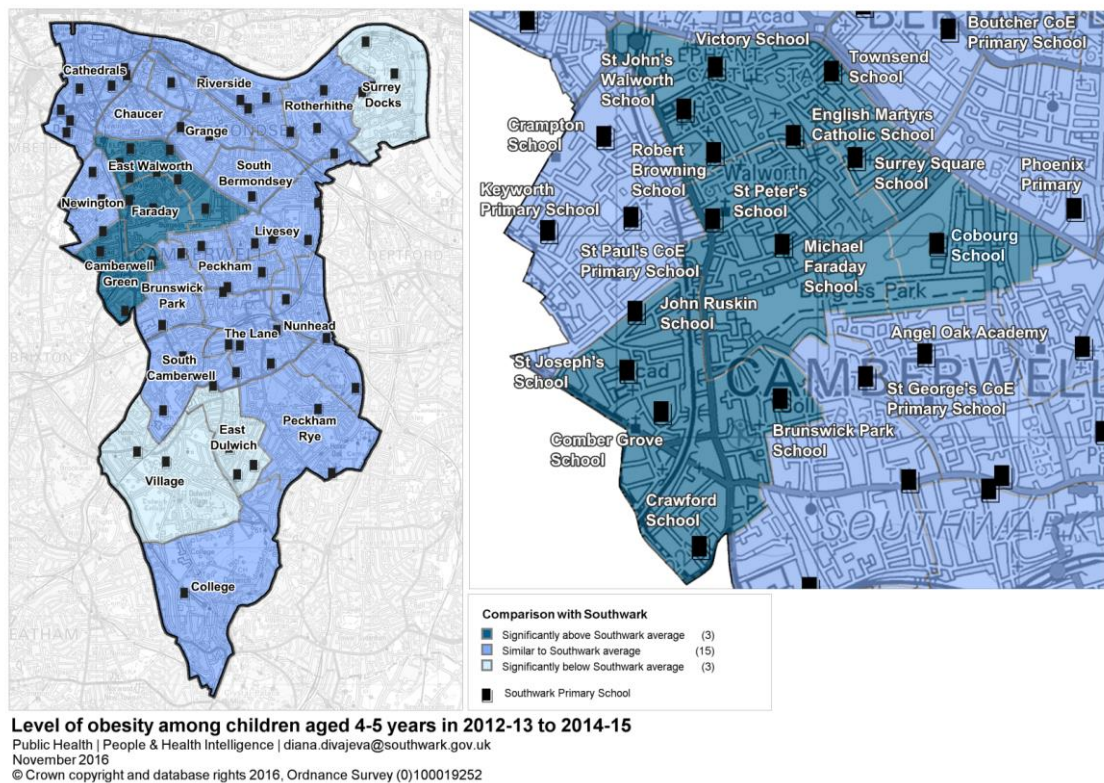 Cathedrals
Riverside
Surrey
Docks
Rotherhithe
Chaucer
Grange
East Walworth
South
Bermondsey
Newington
Faraday
Livesey
Camberwell
Green
Peckham
Brunswick
Park
The Lane
Nunhead
South
Camberwell
Peckham
Rye
East
Dulwich
Village
College
BRIXTON
DEPTFORD
EATHAM
Victory School
Boutcher CoE
Primary School
St John's
Walworth
School
Townsend
School
Crampton
School
English Martyrs
Catholic School
Robert
Browning
School
Walworth
Surrey Square
School
Phoenix
Primary
Keyworth
Primary School
St Peter's
School
St Paul's CoE
Primary School
Michael
Faraday
School
Cobourg
School
Burgess Park
John Ruskin
School
Angel Oak Academy
St Joseph's
School
CAMBERWELL
St George's CoE
Primary School
Comber Grove
School
Brunswick Park
School
Crawford
School
SOUTHWARK
Comparison with Southwark
Significantly above Southwark average (3)
Similar to Southwark average (15)
Significantly below Southwark average (3)
Southwark Primary School
Level of obesity among children aged 4-5 years in 2012-13 to 2014-15
Public Health | People & Health Intelligence | diana.divajeva@southwark.gov.uk
November 2016
© Crown copyright and database rights 2016, Ordnance Survey (0)100019252